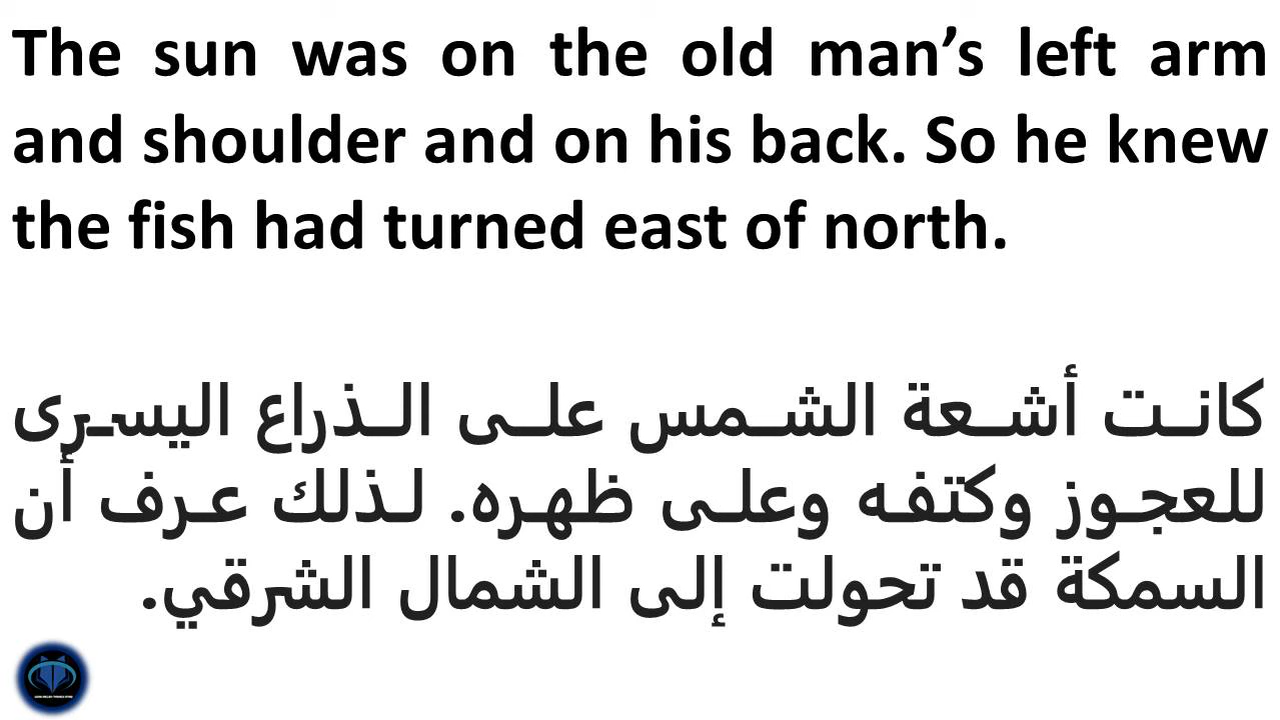 The sun was on the old man’s left arm
and shoulder and on his back. So he knew
the fish had turned east of north.
كانت أشعة الشمس على الذراع اليسرى
للعجوز وكتفه وعلى ظهره. لذلك عرف أن
السمكة قد تحولت إلى الشمال الشرقي.